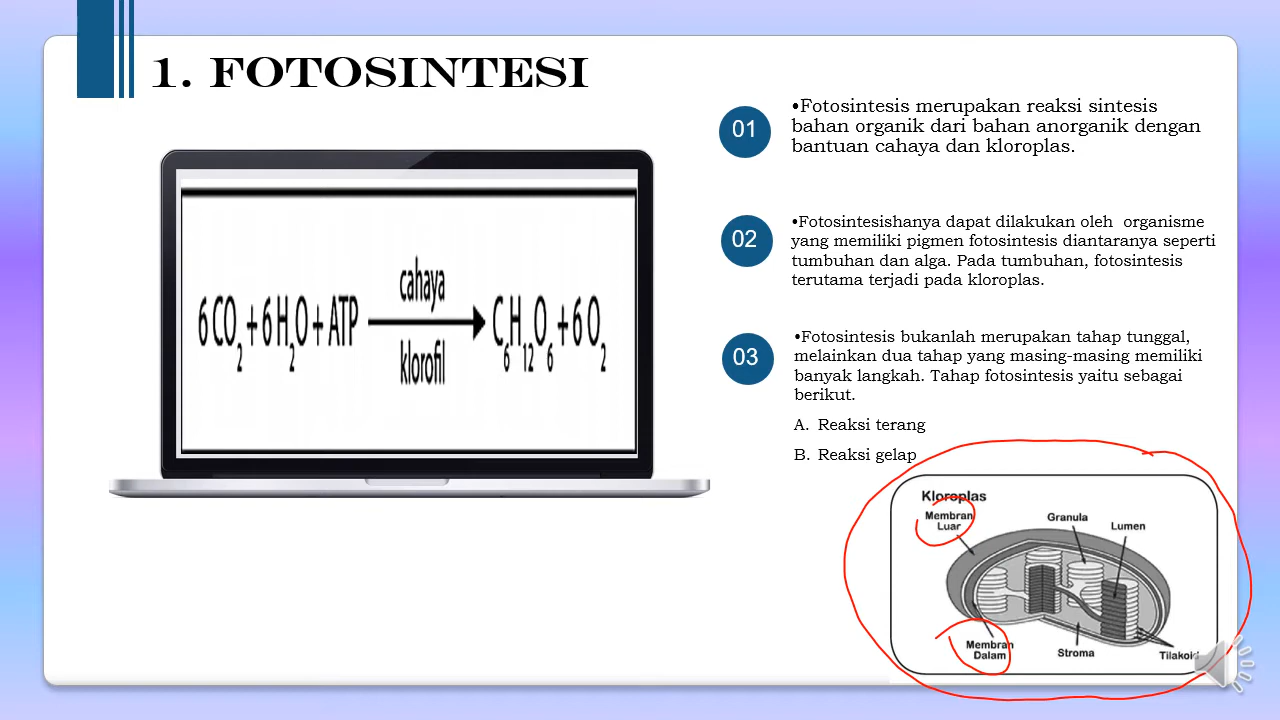 1. FOTOSINTESI
6CO2+6H2O+ATP
cahaya
klorofil
C6H12O6+6O2
01
•Fotosintesis merupakan reaksi sintesis
bahan organik dari bahan anorganik dengan
bantuan cahaya dan kloroplas.
02
•Fotosintesishanya dapat dilakukan oleh organisme
yang memiliki pigmen fotosintesis diantaranya seperti
tumbuhan dan alga. Pada tumbuhan, fotosintesis
terutama terjadi pada kloroplas.
03
•Fotosintesis bukanlah merupakan tahap tunggal,
melainkan dua tahap yang masing-masing memiliki
banyak langkah. Tahap fotosintesis yaitu sebagai
berikut.
A. Reaksi terang
B. Reaksi gelap
Kloroplas
Membran
Luar
Granula
Lumen
Membran
Dalam
Stroma
Tilakoid